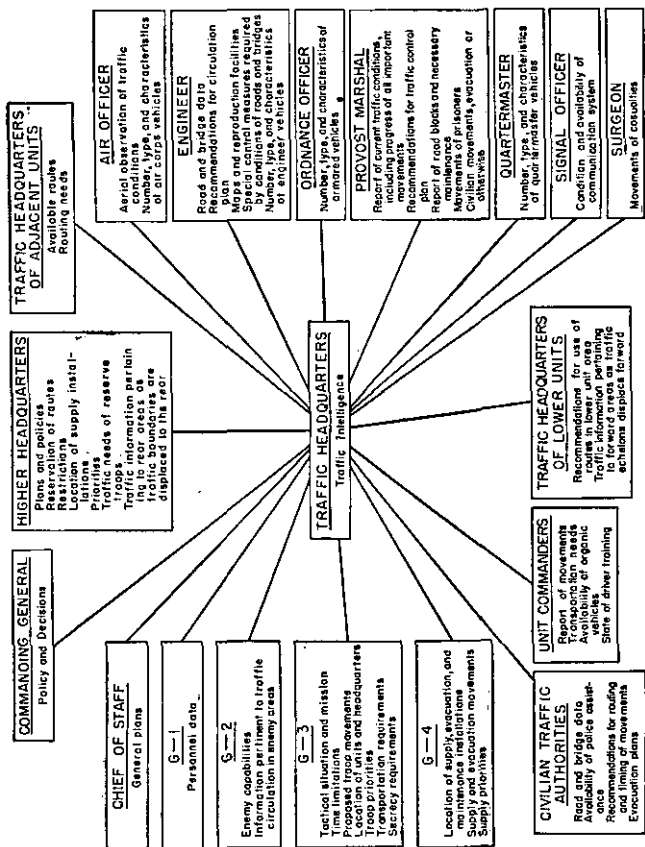 COMMANDING GENERAL
Policy and Decisions
HIGHER HEADQUARTERS
Plans and policies
Reservation of routes
Restrictions
Location of supply instal-
lations
Priorities
Traffic needs of reserve
troops
Traffic information pertain
ing to rear areas as
traffic boundaries are
displaced to the rear
TRAFFIC HEADQUARTERS
OF ADJACENT UNITS
Available routes
Routing needs
CHIEF OF STAFF
General plans
G-1
Personnel data
G-2
Enemy capabilities
Information pertinent to traffic
circulation in enemy areas
G-3
Tactical situation and mission
Time limitations
Proposed troop movements
Location of units and headquarters
Troop priorities
Transportation requirements
Secrecy requirements
G-4
Location of supply, evacuation, and
maintenance installations
Supply and evacuation movements
Supply priorities
TRAFFIC HEADQUARTERS
Traffic Intelligence
AIR OFFICER
Aerial observation of traffic
conditions
Number, type, and characteristics
of air corps vehicles
ENGINEER
Road and bridge data
Recommendations for circulation
plan
Maps and reproduction facilities
Special control measures required
by conditions of roads and bridges
Number, type, and characteristics
of engineer vehicles
ORDNANCE OFFICER
Number, type, and characteristics of
armored vehicles
PROVOST MARSHAL
Report of current traffic conditions,
including progress of all important
movements
Recommendations for traffic control
plan
Report of road blocks and necessary
maintenance
Movements of prisoners
Civilian movements, evacuation or
otherwise
QUARTERMASTER
Number, type, and characteristics
of quartermaster vehicles
SIGNAL OFFICER
Condition and availability of
communication system
SURGEON
Movements of casualties
CIVILIAN TRAFFIC
AUTHORITIES
Road and bridge data
Availability of police assist-
ance
Recommendations for routing
and timing of movements
Evacuation plans
UNIT COMMANDERS
Report of movements
Transportation needs
Availability of organic
vehicles
State of driver training
TRAFFIC HEADQUARTERS
OF LOWER UNITS
Recommendations for use of
routes in lower unit area
Traffic information pertaining
to forward areas as traffic
echelons displace forward